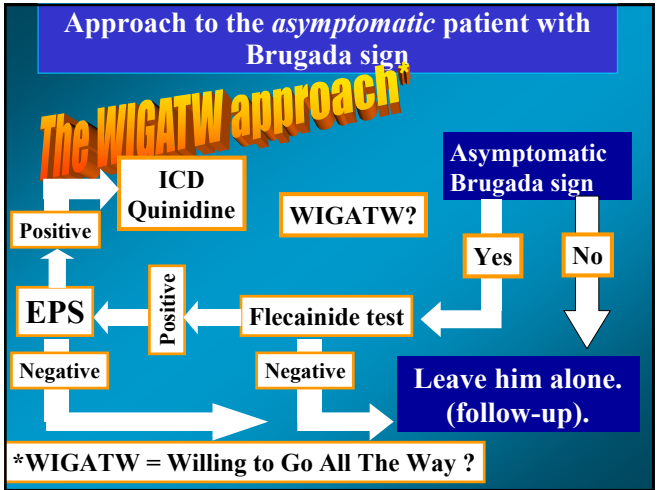 Approach to the asymptomatic patient with
Brugada sign
The WIGATW approach*
Asymptomatic
Brugada sign
WIGATW?
Yes
No
Flecainide test
Positive
Negative
EPS
Positive
Negative
ICD
Quinidine
Leave him alone.
(follow-up).
*WIGATW = Willing to Go All The Way ?